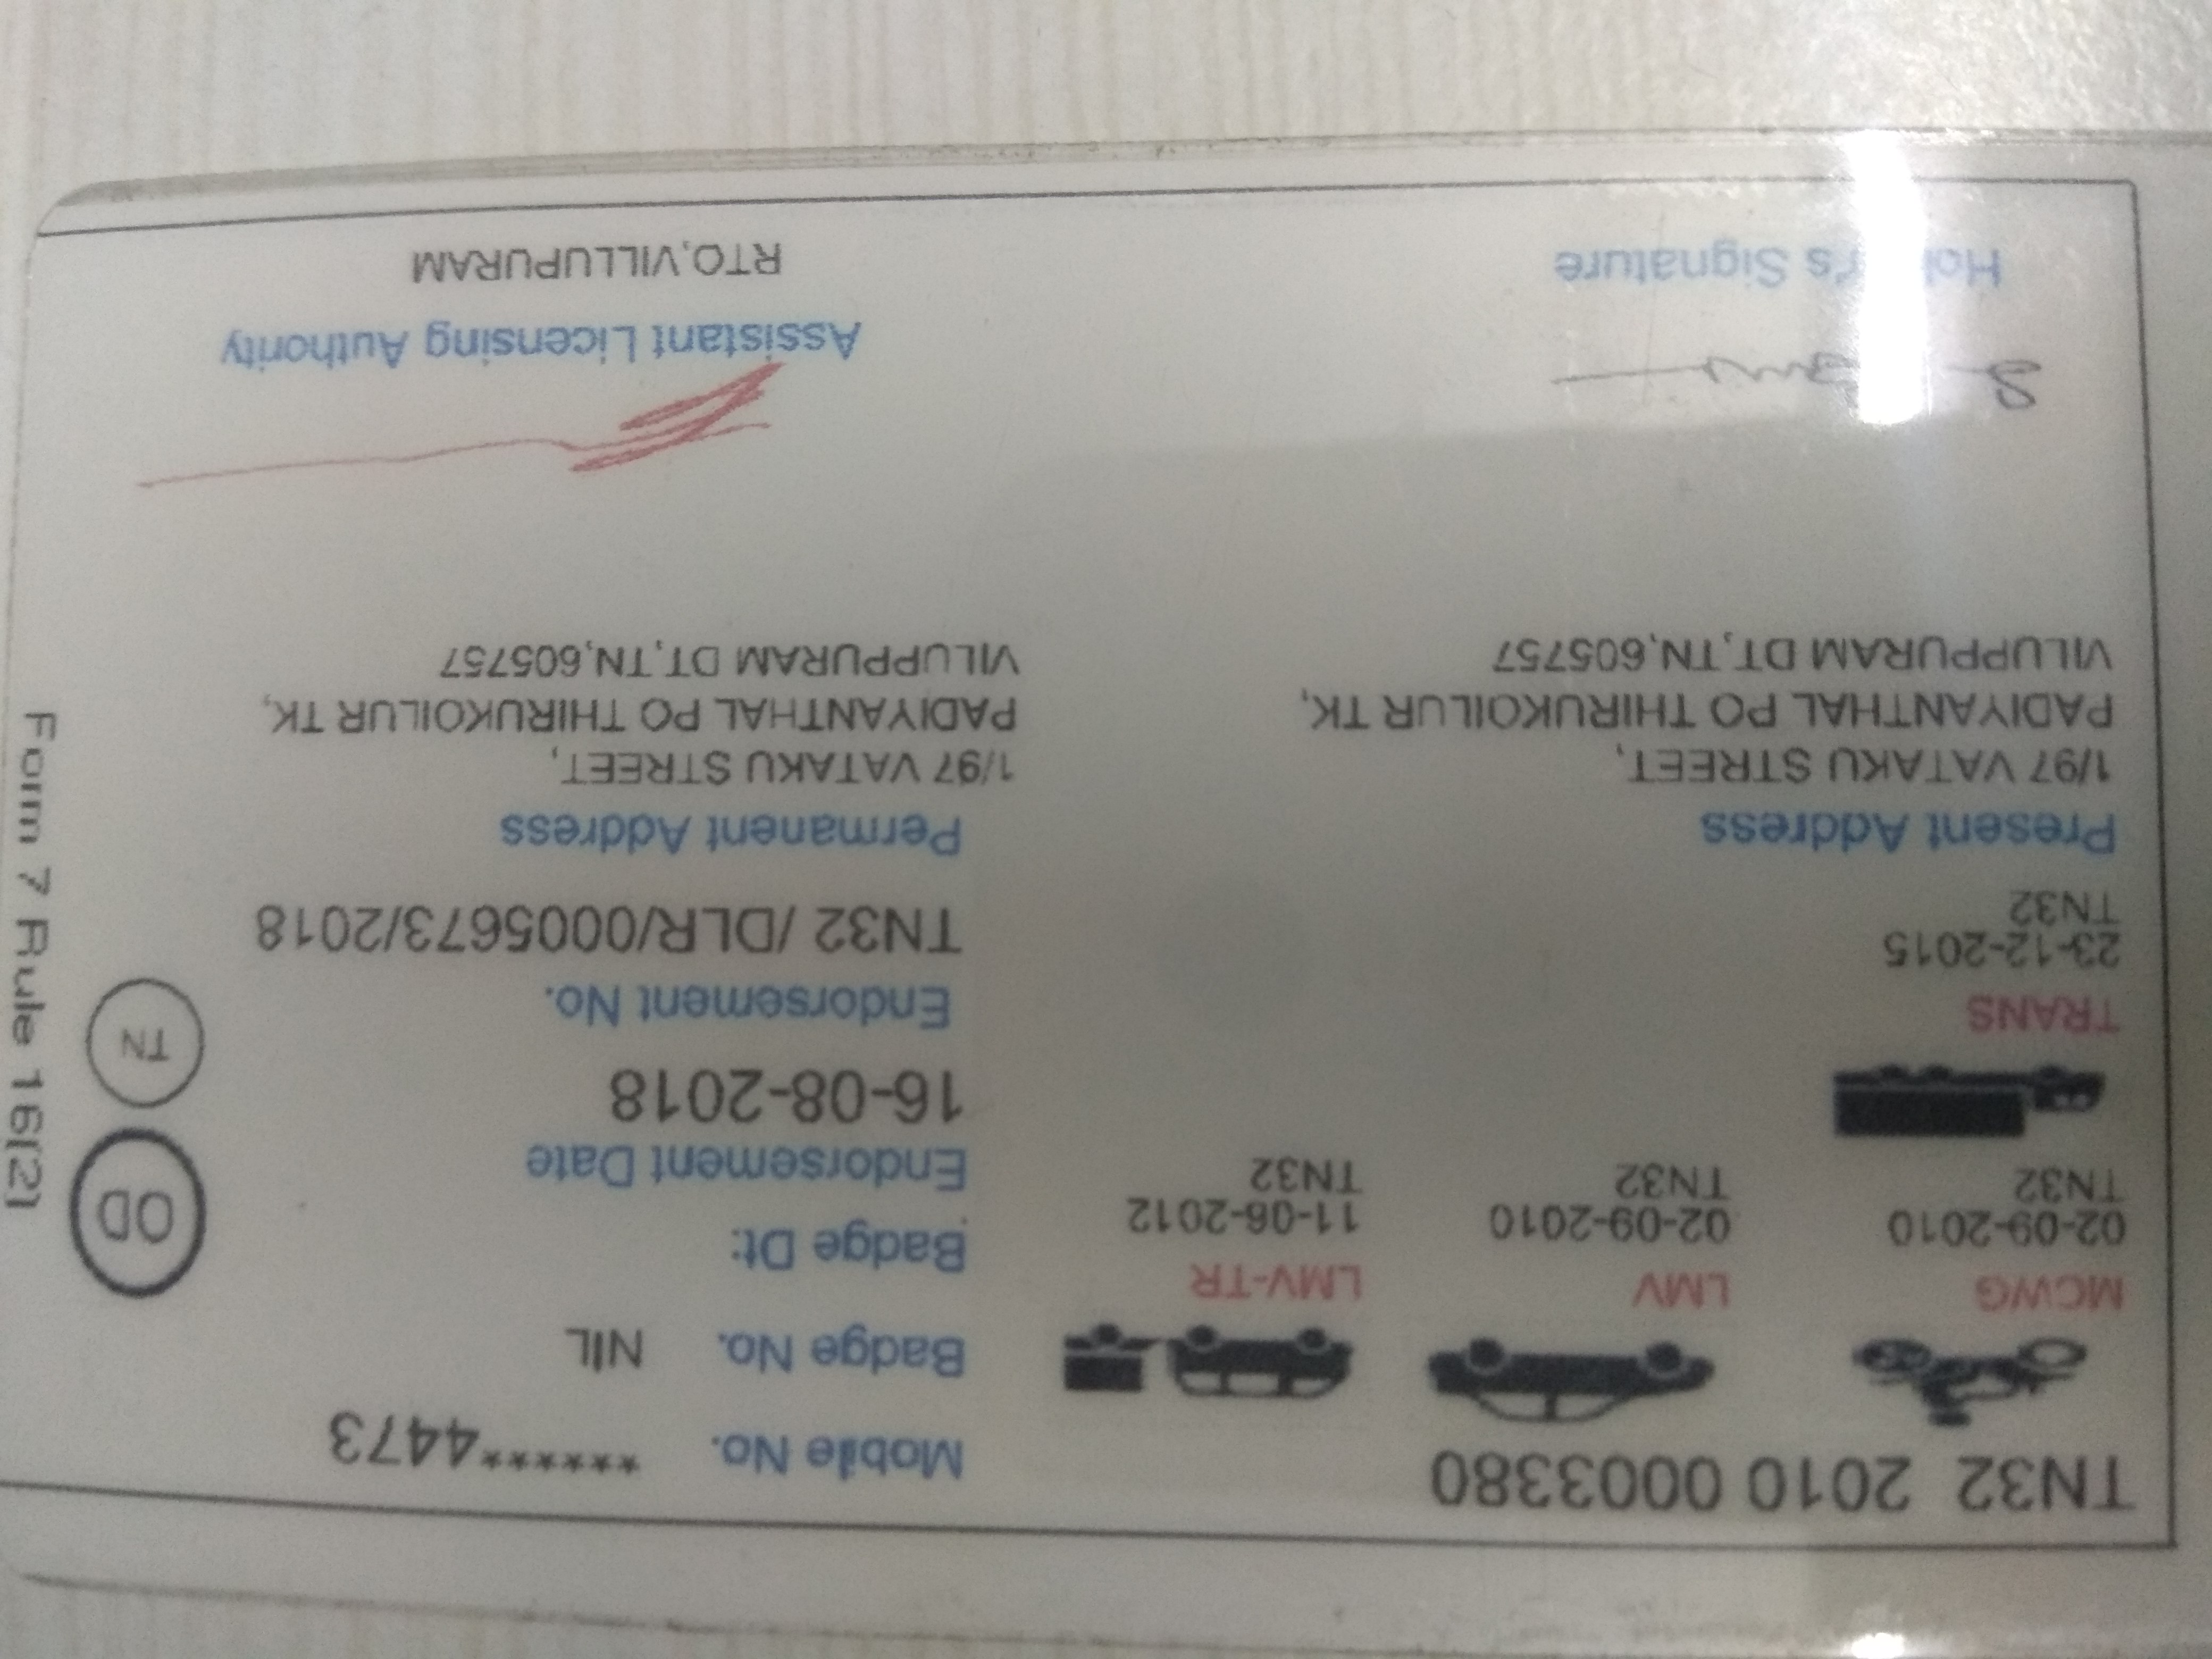 TN32 2010 0003380
MCWG
02-09-2010
TN32
LMV
02-09-2010
TN32
LMV-TR
11-06-2012
TN32
TRANS
23-12-2015
TN32
Present Address
1/97 VATAKU STREET,
PADIYANTHAL PO THIRUKOILUR TK,
VILUPPURAM DT,TN,605757
Holder's Signature
Mobile No. ******4473
Badge No. NIL
Badge Dt:
Endorsement Date
16-08-2018
Endorsement No.
TN32 /DLR/0005673/2018
Permanent Address
1/97 VATAKU STREET,
PADIYANTHAL PO THIRUKOILUR TK,
VILUPPURAM DT,TN,605757
Assistant Licensing Authority
RTO,VILLUPURAM
OD
TN
Form 7 Rule 16(2)